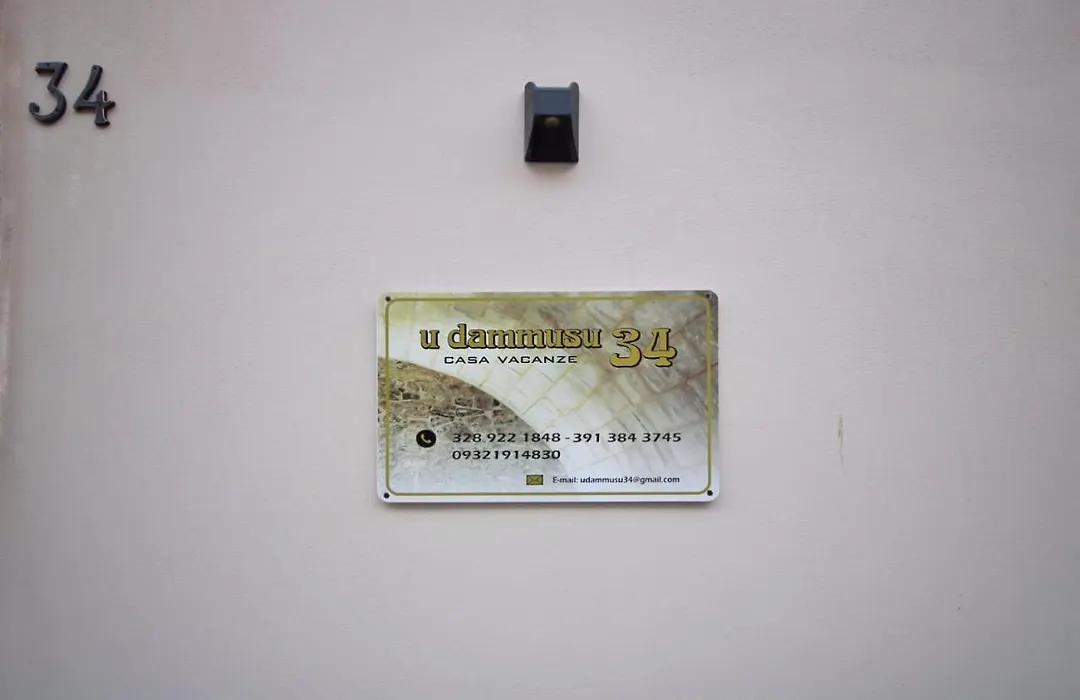 34
u dammusu 34
CASA VACANZE
328 922 1848 - 391 384 3745
09321914830
E-mail: udammusu34@gmail.com